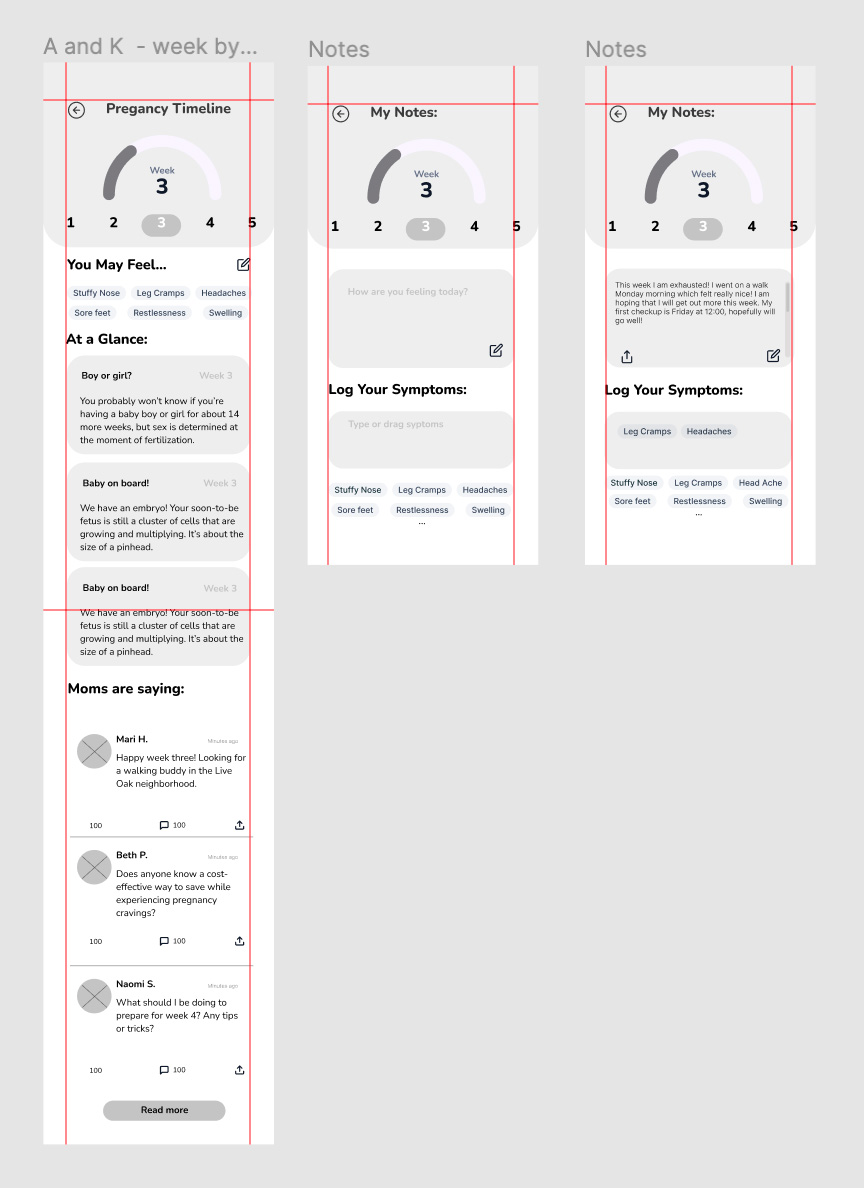 A and K - week by...
Pregancy Timeline
Week
3
1 2 3 4 5
You May Feel...
Stuffy Nose Leg Cramps Headaches
Sore feet Restlessness Swelling
At a Glance:
Boy or girl? Week 3
You probably won't know if you're
having a baby boy or girl for about 14
more weeks, but sex is determined at
the moment of fertilization.
Baby on board! Week 3
We have an embryo! Your soon-to-be
fetus is still a cluster of cells that are
growing and multiplying. It's about the
size of a pinhead.
Baby on board! Week 3
We have an embryo! Your soon-to-be
fetus is still a cluster of cells that are
growing and multiplying. It's about the
size of a pinhead.
Moms are saying:
Mari H. Minutes ago
Happy week three! Looking for
a walking buddy in the Live
Oak neighborhood.
100 100
Beth P. Minutes ago
Does anyone know a cost-
effective way to save while
experiencing pregnancy
cravings?
100 100
Naomi S. Minutes ago
What should I be doing to
prepare for week 4? Any tips
or tricks?
100 100
Read more
Notes
My Notes:
Week
3
1 2 3 4 5
How are you feeling today?
Log Your Symptoms:
Type or drag syptoms
Stuffy Nose Leg Cramps Headaches
Sore feet Restlessness Swelling
...
Notes
My Notes:
Week
3
1 2 3 4 5
This week I am exhausted! I went on a walk
Monday morning which felt really nice! I am
hoping that I will get out more this week. My
first checkup is Friday at 12:00, hopefully will
go well!
Log Your Symptoms:
Leg Cramps Headaches
Stuffy Nose Leg Cramps Head Ache
Sore feet Restlessness Swelling
...